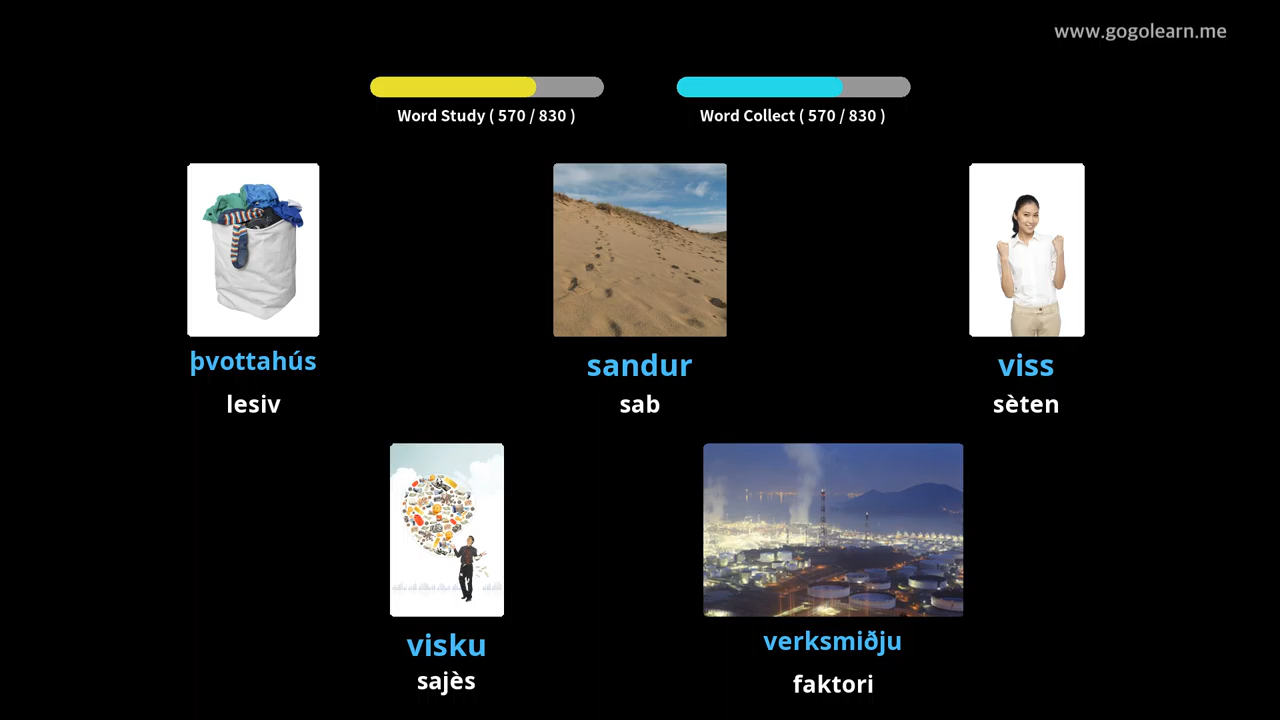 www.gogolearn.me
Word Study ( 570 / 830 )
Word Collect ( 570 / 830 )
þvottahús
lesiv
sandur
sab
viss
sèten
visku
sajès
verksmiðju
faktori